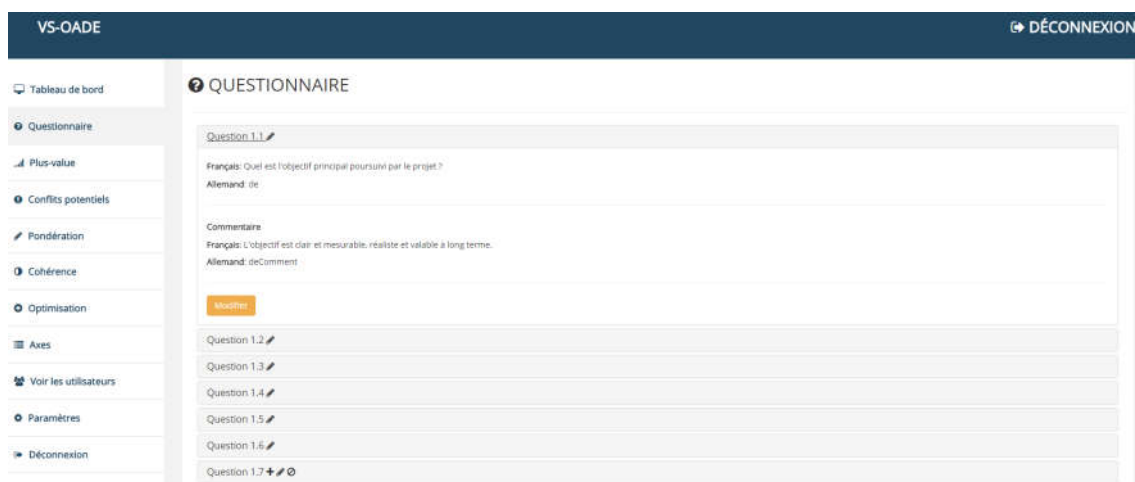 VS-OADE
DÉCONNEXION
Tableau de bord
Questionnaire
Plus-value
Conflits potentiels
Pondération
Cohérence
Optimisation
Axes
Voir les utilisateurs
Paramètres
Déconnexion
QUESTIONNAIRE
Question 1.1
Français: Quel est l'objectif principal poursuivi par le projet ?
Allemand: de
Commentaire
Français: L'objectif est clair et mesurable, réaliste et valable à long terme.
Allemand: deComment
Modifier
Question 1.2
Question 1.3
Question 1.4
Question 1.5
Question 1.6
Question 1.7